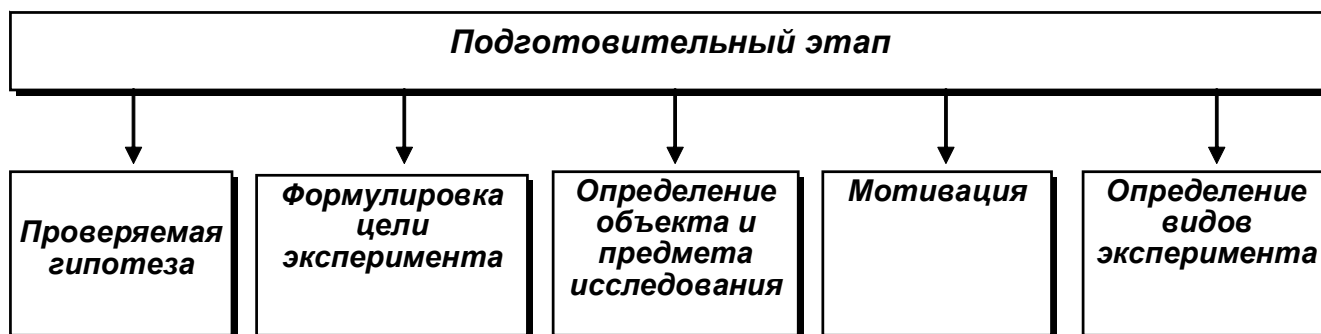 Подготовительный этап
Проверяемая
гипотеза
Формулировка
цели
эксперимента
Определение
объекта и
предмета
исследования
Мотивация
Определение
видов
эксперимента